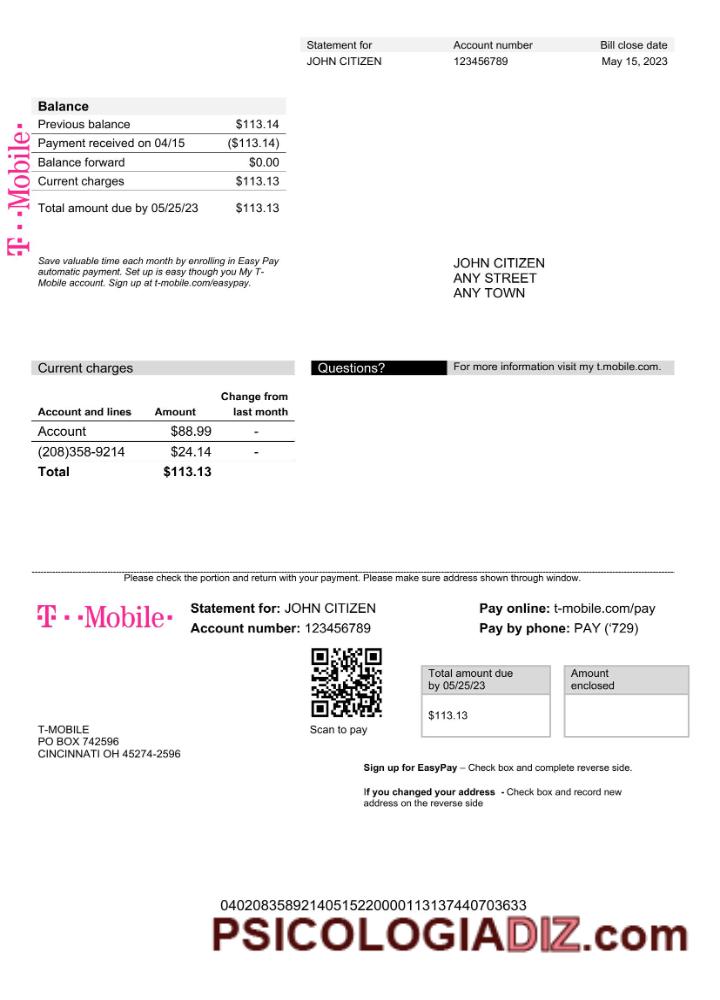 Statement for Account number Bill close date
JOHN CITIZEN 123456789 May 15, 2023
Balance
Previous balance $113.14
Payment received on 04/15 ($113.14)
Balance forward $0.00
Current charges $113.13
Total amount due by 05/25/23 $113.13
T··Mobile·
Save valuable time each month by enrolling in Easy Pay
automatic payment. Set up is easy though you My T-
Mobile account. Sign up at t-mobile.com/easypay.
JOHN CITIZEN
ANY STREET
ANY TOWN
Current charges
Questions? For more information visit my t.mobile.com.
Change from
Account and lines Amount last month
Account $88.99 -
(208)358-9214 $24.14 -
Total $113.13
Please check the portion and return with your payment. Please make sure address shown through window.
T··Mobile·
Statement for: JOHN CITIZEN
Account number: 123456789
Pay online: t-mobile.com/pay
Pay by phone: PAY (‘729)
Scan to pay
Total amount due
by 05/25/23
$113.13
Amount
enclosed
T-MOBILE
PO BOX 742596
CINCINNATI OH 45274-2596
Sign up for EasyPay – Check box and complete reverse side.
If you changed your address - Check box and record new
address on the reverse side
0402083589214051522000011313744070363​3
PSICOLOGIADIZ.com